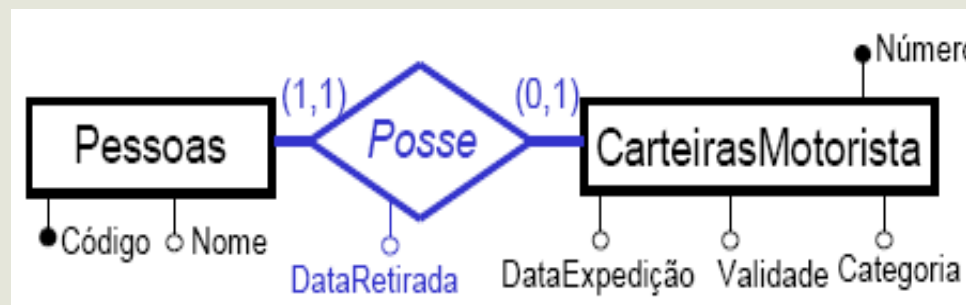 Número
(1,1)
(0,1)
Pessoas
Posse
CarteirasMotorista
Código
Nome
DataRetirada
DataExpedição
Validade
Categoria